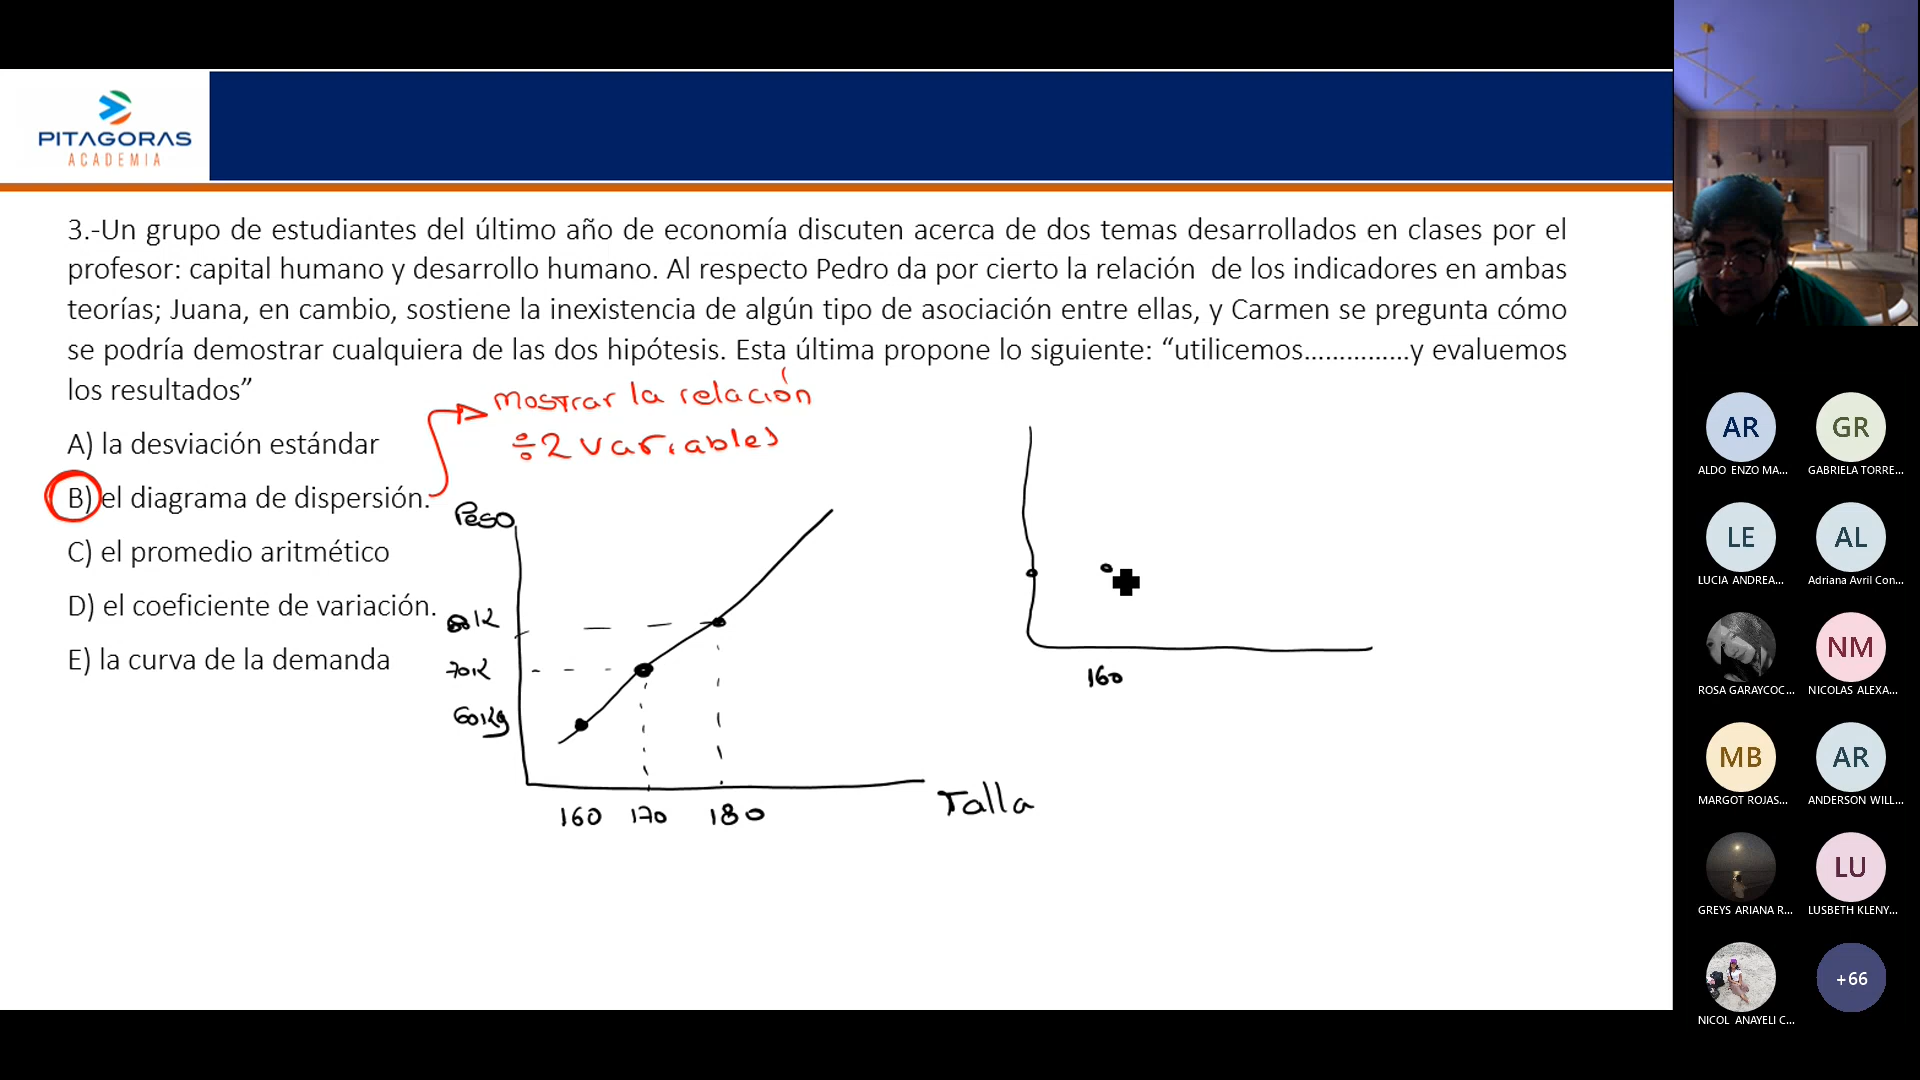 PITAGORAS
ACADEMIA
3.-Un grupo de estudiantes del último año de economía discuten acerca de dos temas desarrollados en clases por el
profesor: capital humano y desarrollo humano. Al respecto Pedro da por cierto la relación de los indicadores en ambas
teorías; Juana, en cambio, sostiene la inexistencia de algún tipo de asociación entre ellas, y Carmen se pregunta cómo
se podría demostrar cualquiera de las dos hipótesis. Esta última propone lo siguiente: “utilicemos...............y evaluemos
los resultados”
mostrar la relación
÷2 variables
A) la desviación estándar
B) el diagrama de dispersión.
C) el promedio aritmético
D) el coeficiente de variación.
E) la curva de la demanda
Peso
80K
70K
60Kg
160 170 180
Talla
160
AR
GR
ALDO ENZO MA...
GABRIELA TORRE...
LE
AL
LUCIA ANDREA...
Adriana Avril Con...
NM
ROSA GARAYCOC...
NICOLAS ALEXA...
MB
AR
MARGOT ROJAS...
ANDERSON WILL...
LU
GREYS ARIANA R...
LUSBETH KLENY...
+66
NICOL ANAYELI C...